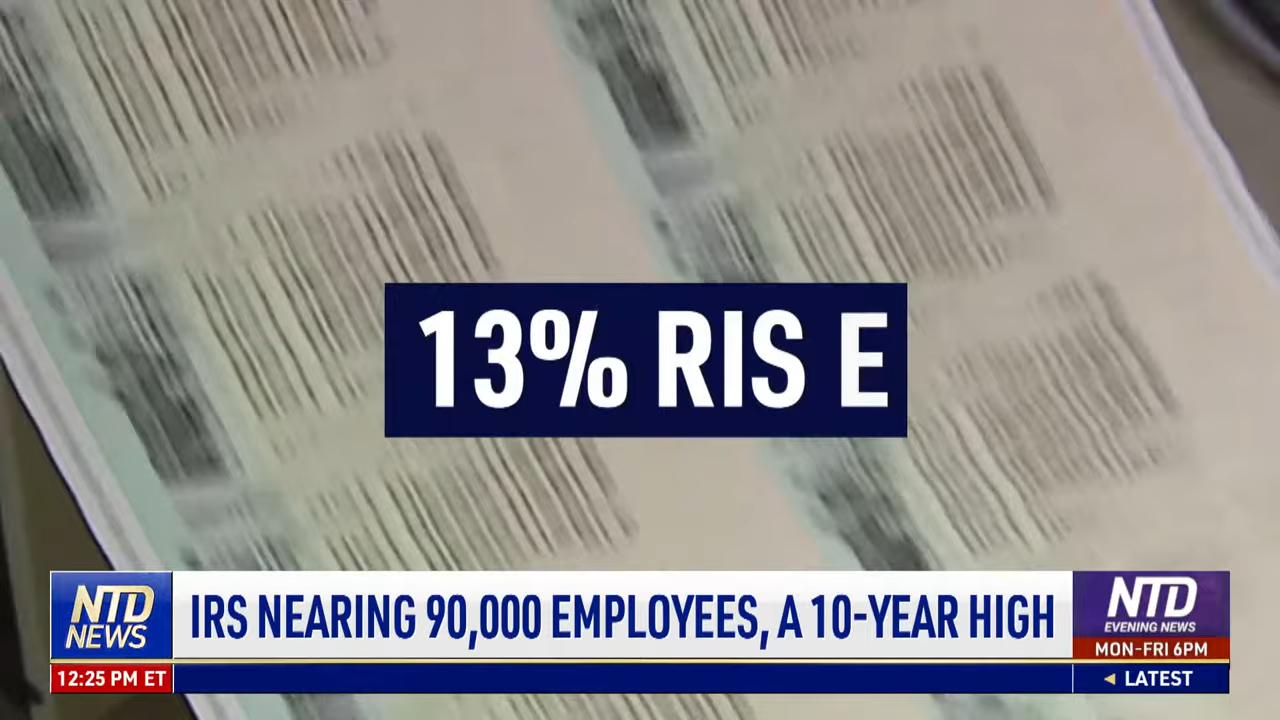 13% RIS E
NTD
NEWS
IRS NEARING 90,000 EMPLOYEES, A 10-YEAR HIGH
NTD
EVENING NEWS
MON-FRI 6PM
12:25 PM ET
◄ LATEST